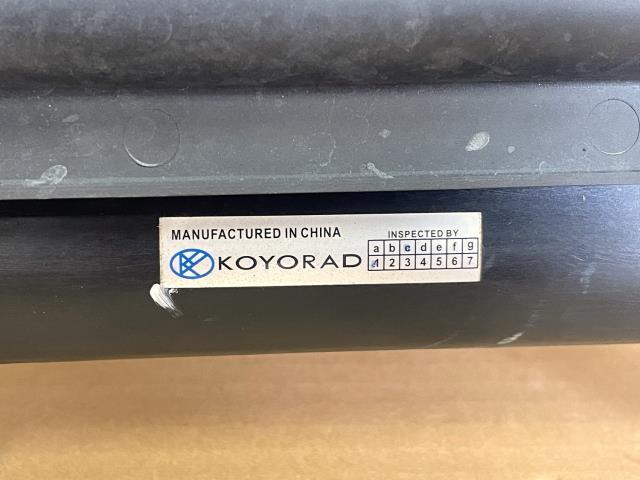 MANUFACTURED IN CHINA
INSPECTED BY
KOYORAD
a b c d e f g
1 2 3 4 5 6 7